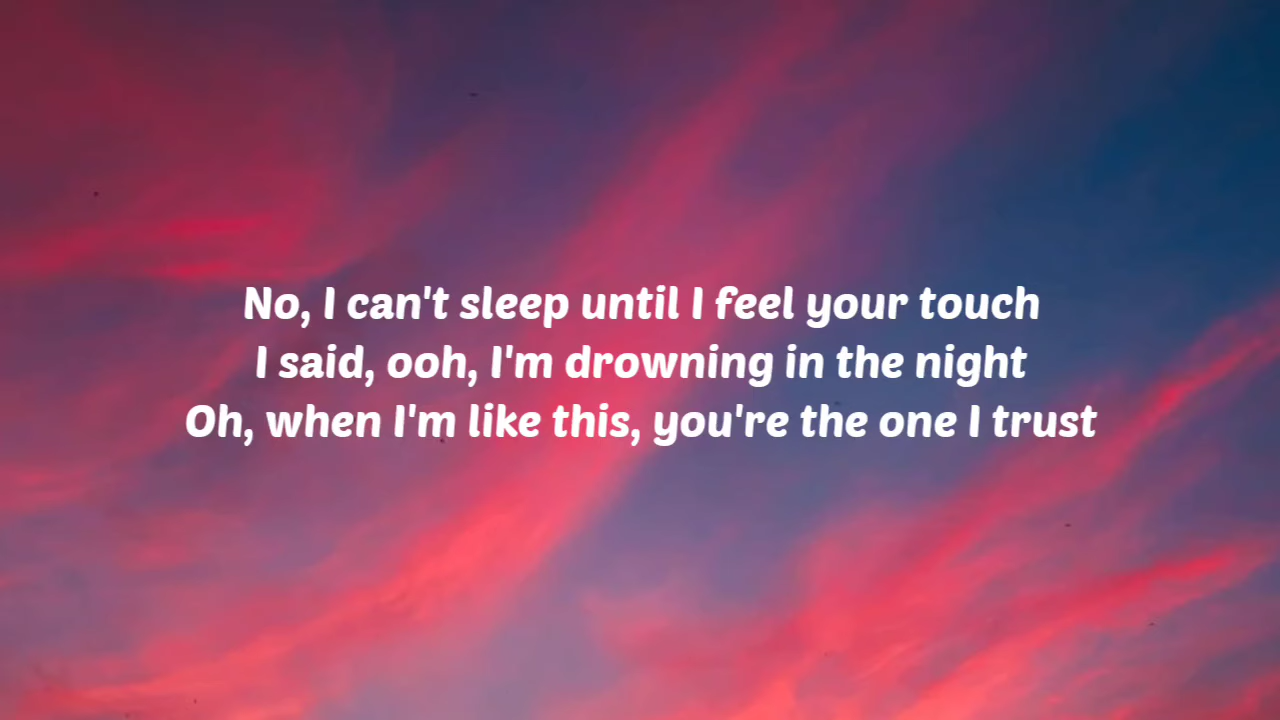 No, I can't sleep until I feel your touch
I said, ooh, I'm drowning in the night
Oh, when I'm like this, you're the one I trust